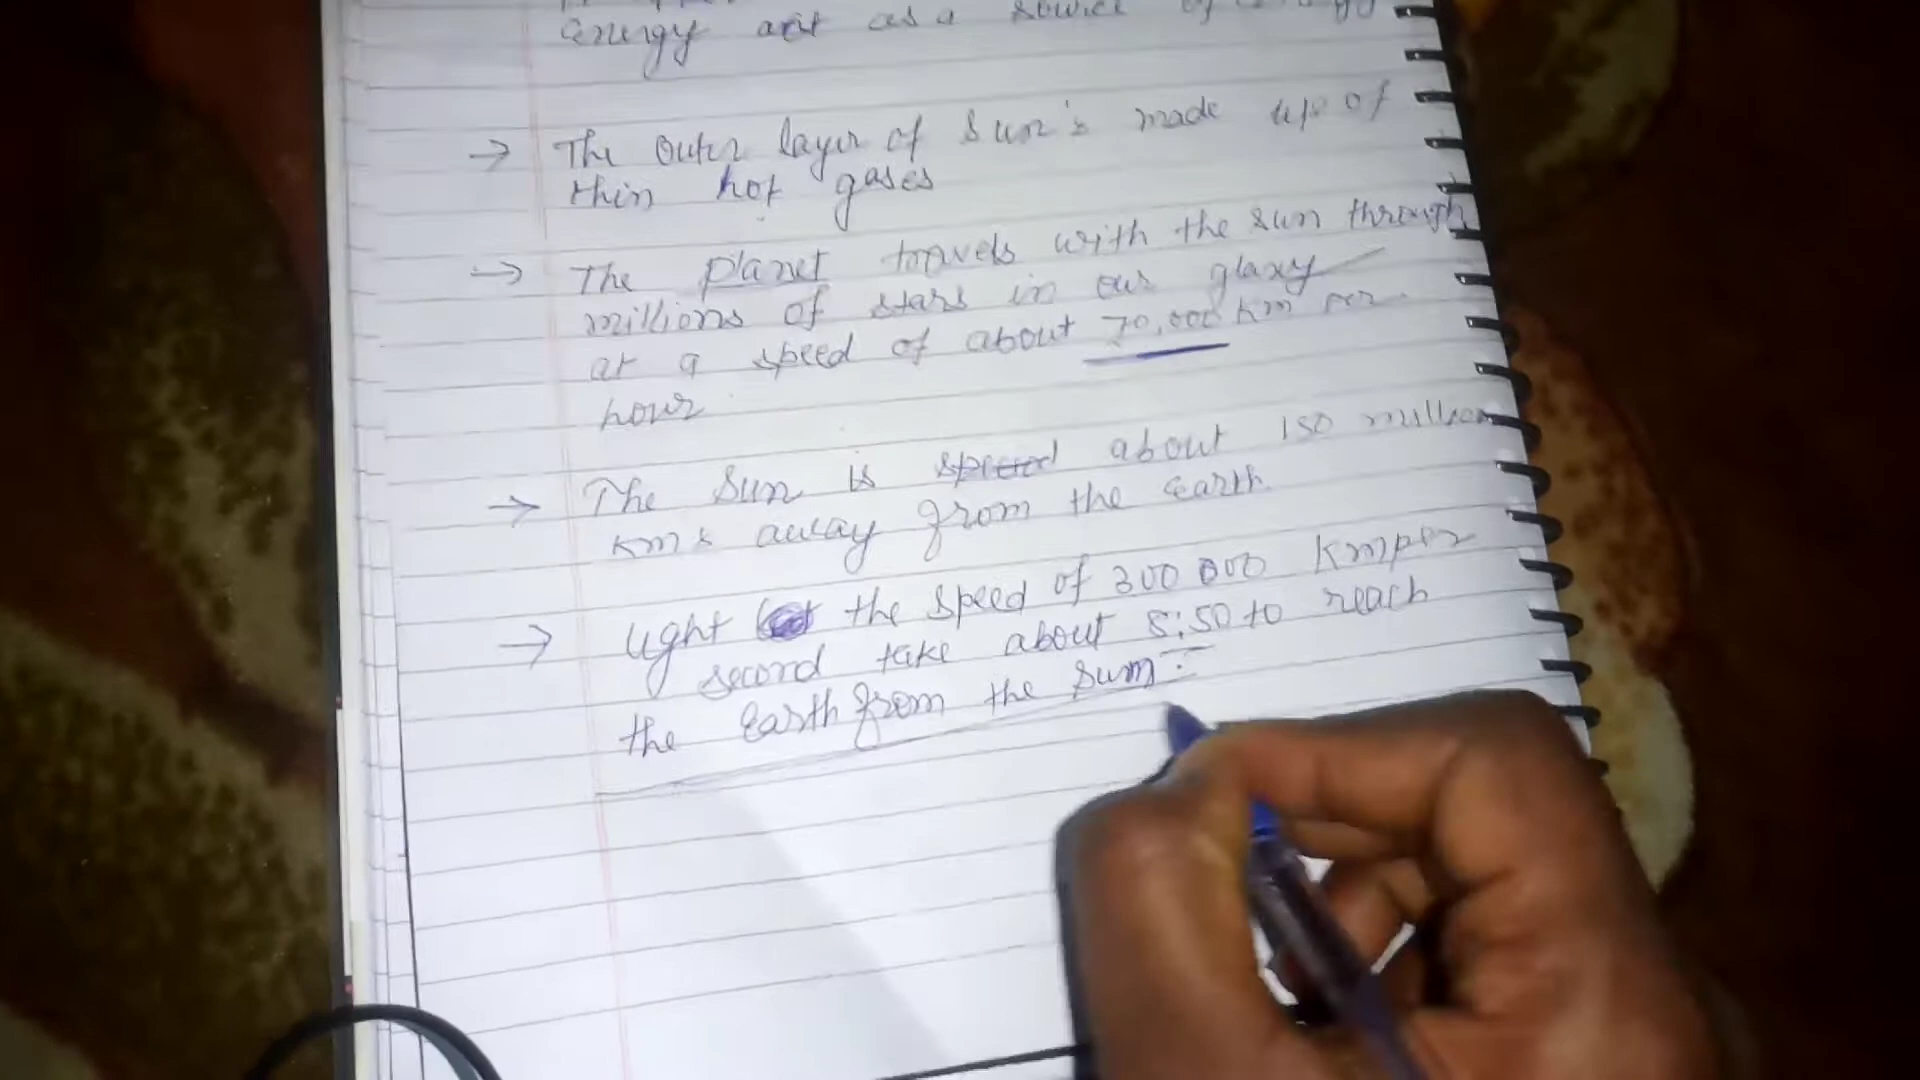 energy act as a source of energy
→ The outer layer of Sun's made up of
thin hot gases
→ The planet travels with the sun through
millions of stars in our glaxy
at a speed of about 70,000 Km per
hour
→ The Sun is speed about 150 million
kms away from the earth
→ light the speed of 300 000 Kmper
second take about 8:50 to reach
the Earth from the sum